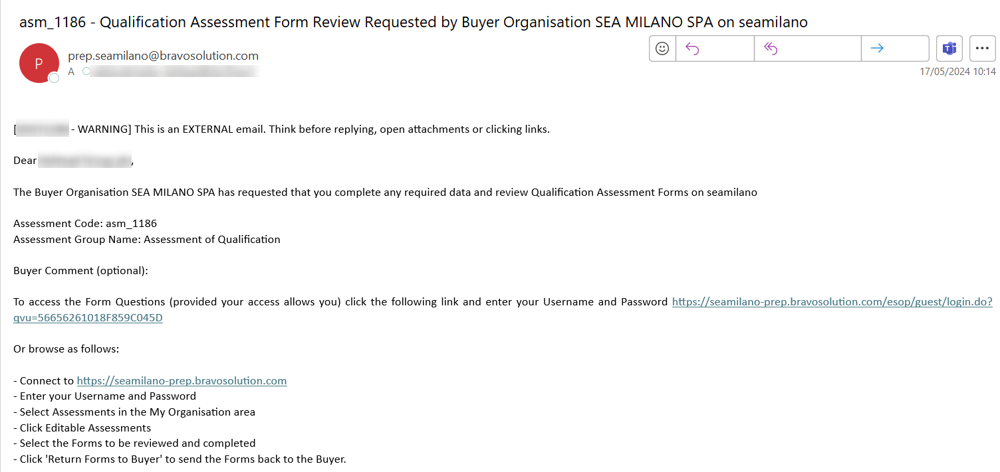 asm_1186 - Qualification Assessment Form Review Requested by Buyer Organisation SEA MILANO SPA on seamilano
P
prep.seamilano@bravosolution.com
A
17/05/2024 10:14
[ - WARNING] This is an EXTERNAL email. Think before replying, open attachments or clicking links.
Dear ,
The Buyer Organisation SEA MILANO SPA has requested that you complete any required data and review Qualification Assessment Forms on seamilano
Assessment Code: asm_1186
Assessment Group Name: Assessment of Qualification
Buyer Comment (optional):
To access the Form Questions (provided your access allows you) click the following link and enter your Username and Password https://seamilano-prep.bravosolution.com/esop/guest/login.do?
qvu=56656261018F859C045D
Or browse as follows:
- Connect to https://seamilano-prep.bravosolution.com
- Enter your Username and Password
- Select Assessments in the My Organisation area
- Click Editable Assessments
- Select the Forms to be reviewed and completed
- Click 'Return Forms to Buyer' to send the Forms back to the Buyer.